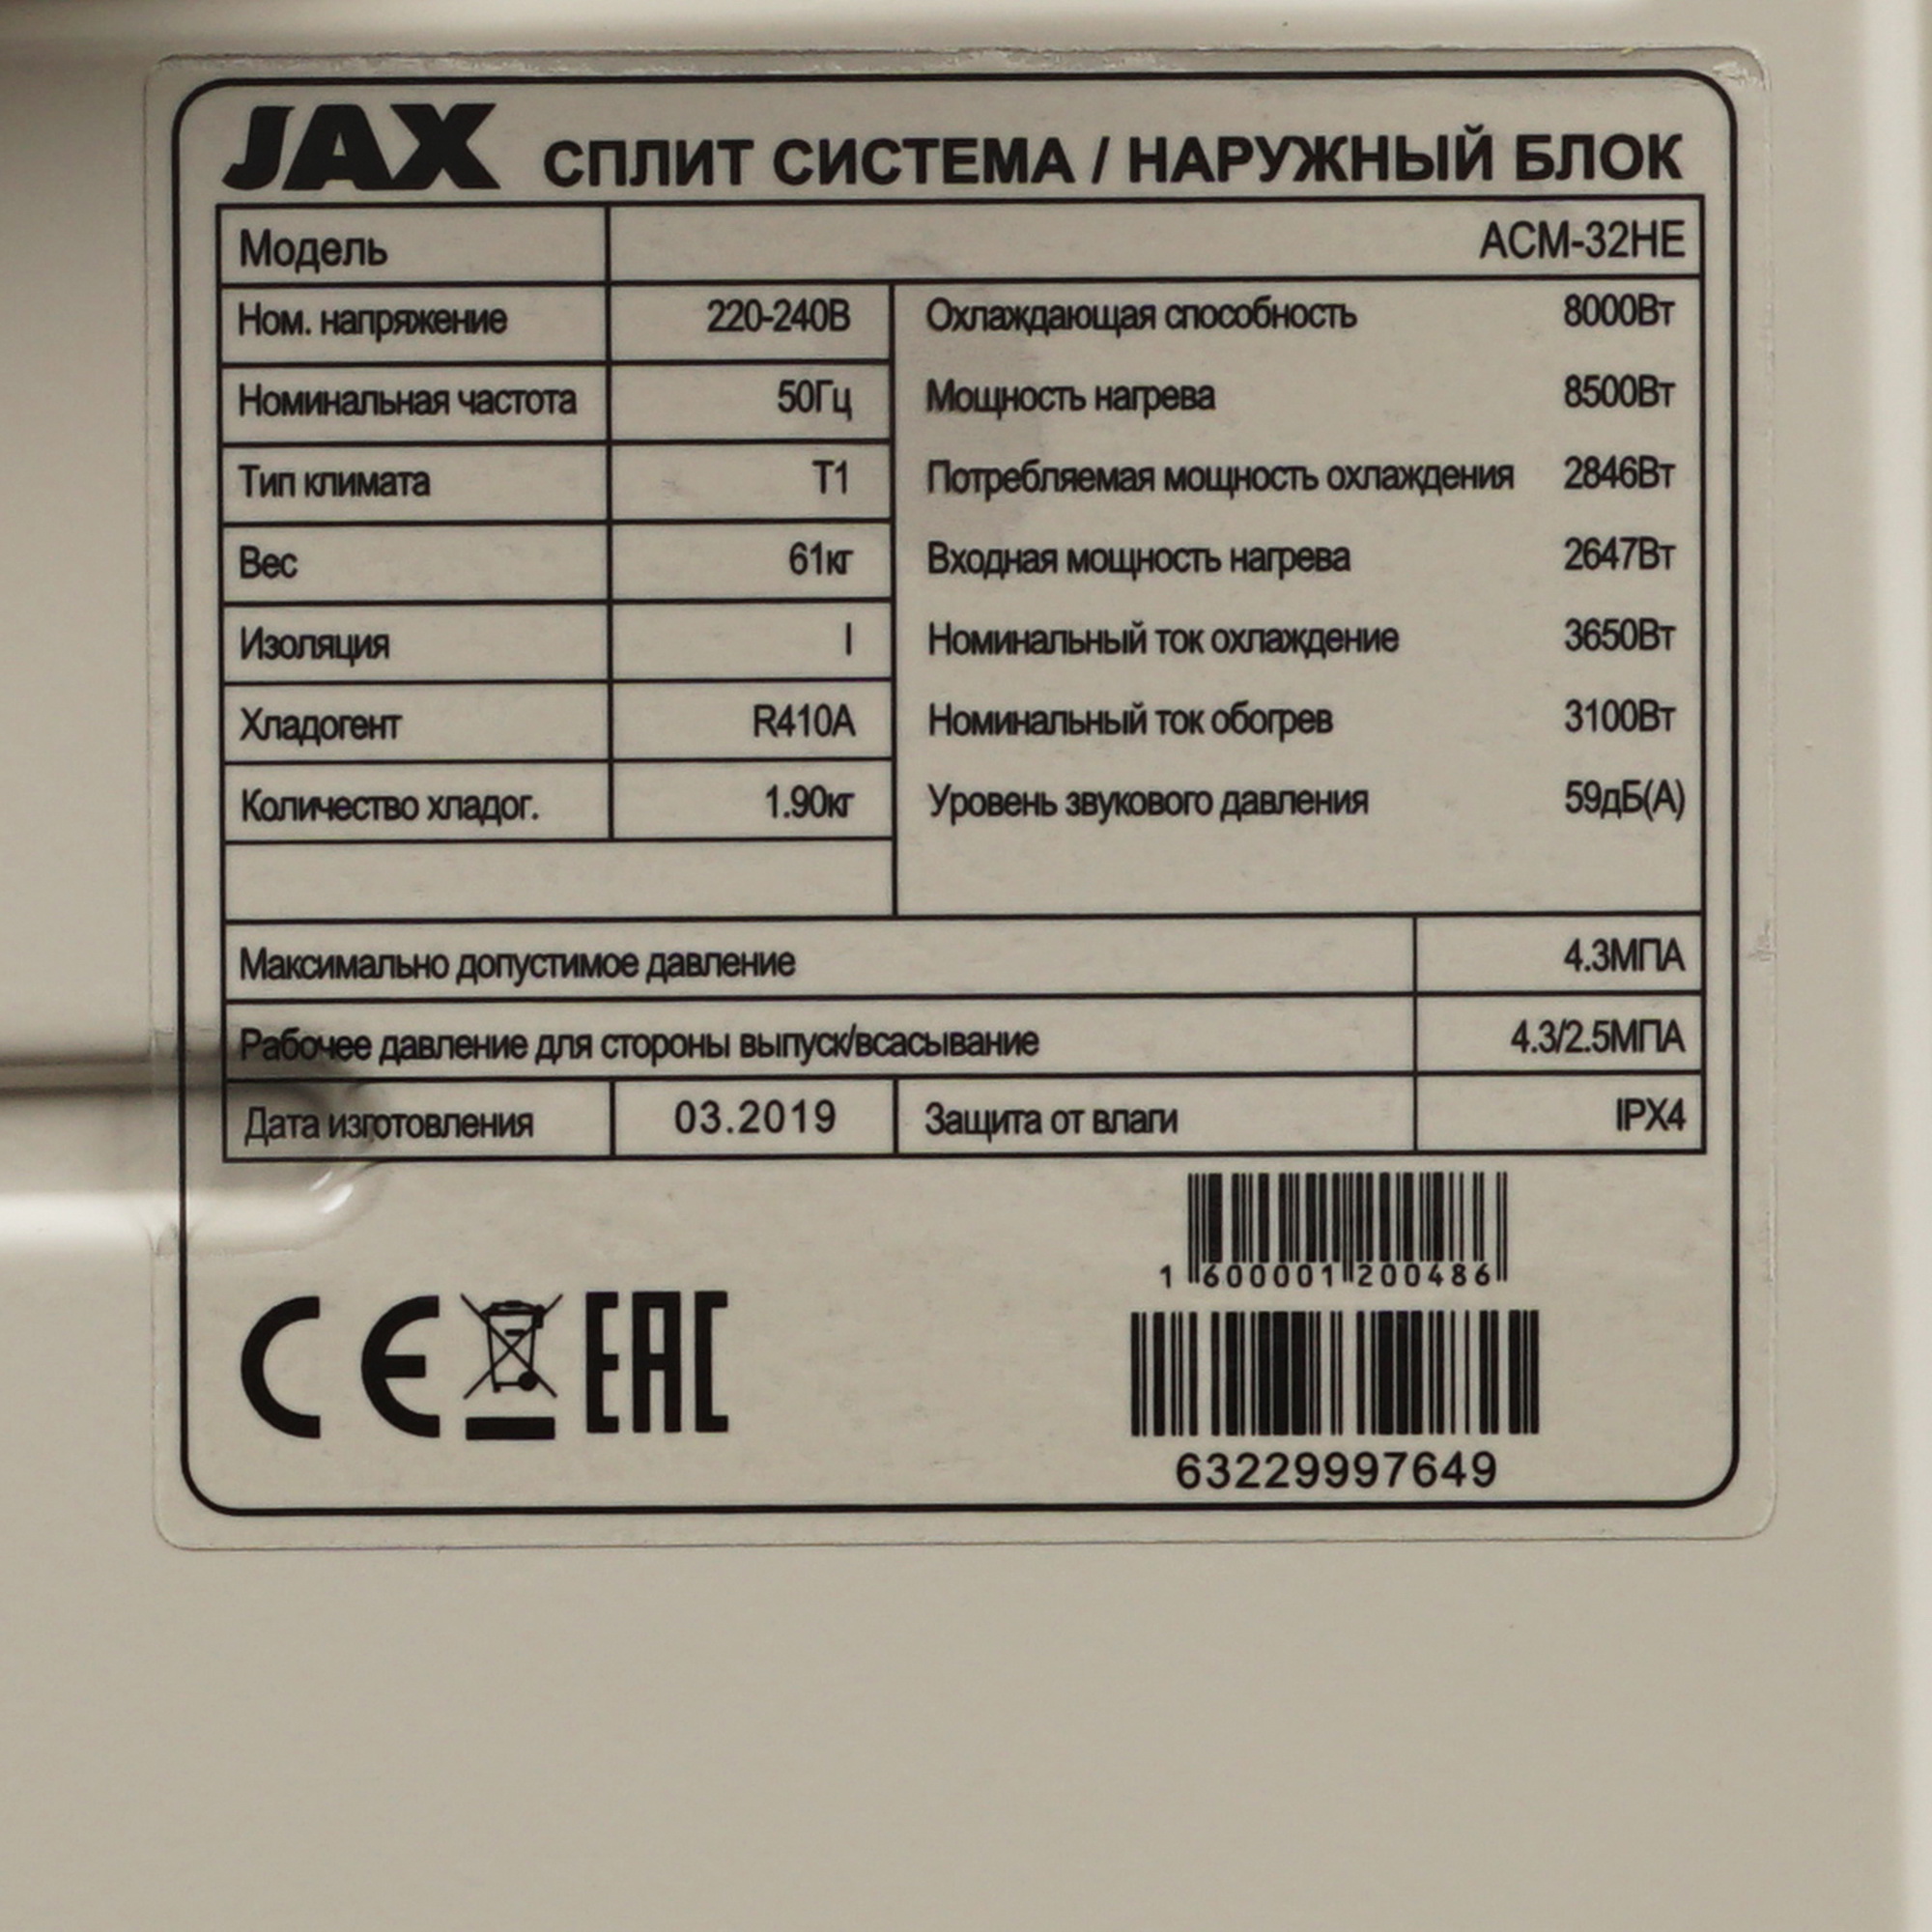 JAX СПЛИТ СИСТЕМА / НАРУЖНЫЙ БЛОК
Модель ACM-32HE
Ном. напряжение 220-240В
Номинальная частота 50Гц
Тип климата T1
Вес 61кг
Изоляция I
Хладогент R410A
Количество хладог. 1.90кг
Охлаждающая способность 8000Вт
Мощность нагрева 8500Вт
Потребляемая мощность охлаждения 2846Вт
Входная мощность нагрева 2647Вт
Номинальный ток охлаждение 3650Вт
Номинальный ток обогрев 3100Вт
Уровень звукового давления 59дБ(А)
Максимально допустимое давление 4.3МПА
Рабочее давление для стороны выпуск/всасывание 4.3/2.5МПА
Дата изготовления 03.2019 Защита от влаги IPX4
1 600001 200486
CE EAC
63229997649